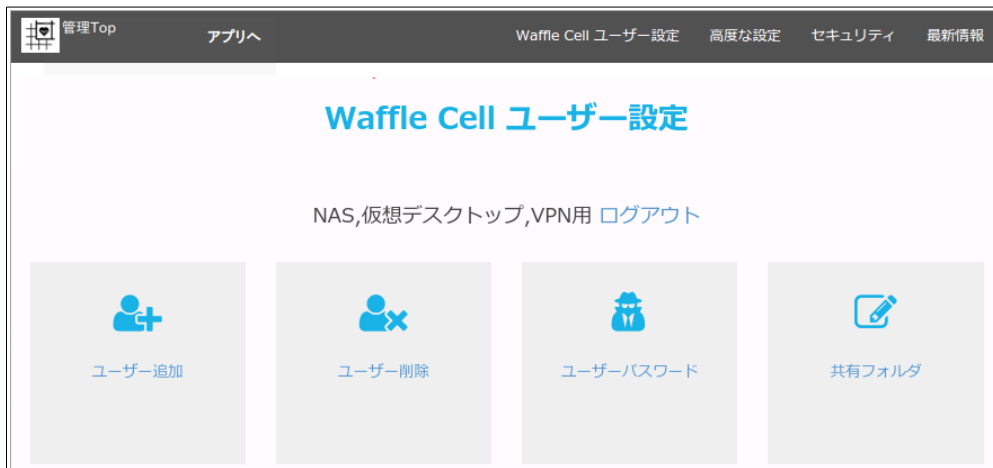 管理Top アプリへ Waffle Cell ユーザー設定 高度な設定 セキュリティ 最新情報
Waffle Cell ユーザー設定
NAS,仮想デスクトップ,VPN用 ログアウト
ユーザー追加 ユーザー削除 ユーザーパスワード 共有フォルダ